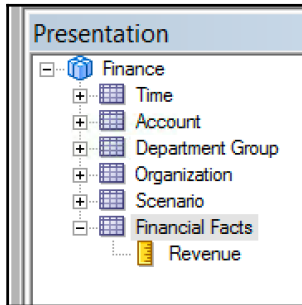 Presentation
Finance
Time
Account
Department Group
Organization
Scenario
Financial Facts
Revenue